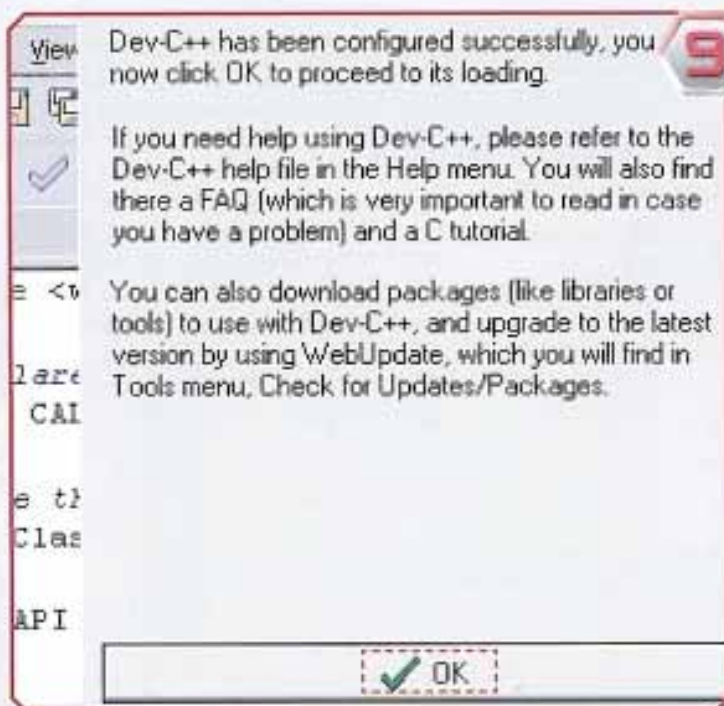 View
Dev-C++ has been configured successfully, you
now click OK to proceed to its loading.
9
If you need help using Dev-C++, please refer to the
Dev-C++ help file in the Help menu. You will also find
there a FAQ (which is very important to read in case
you have a problem) and a C tutorial.
You can also download packages (like libraries or
tools) to use with Dev-C++, and upgrade to the latest
version by using WebUpdate, which you will find in
Tools menu, Check for Updates/Packages.
e <w
lare
CAL
e th
Clas
API
OK